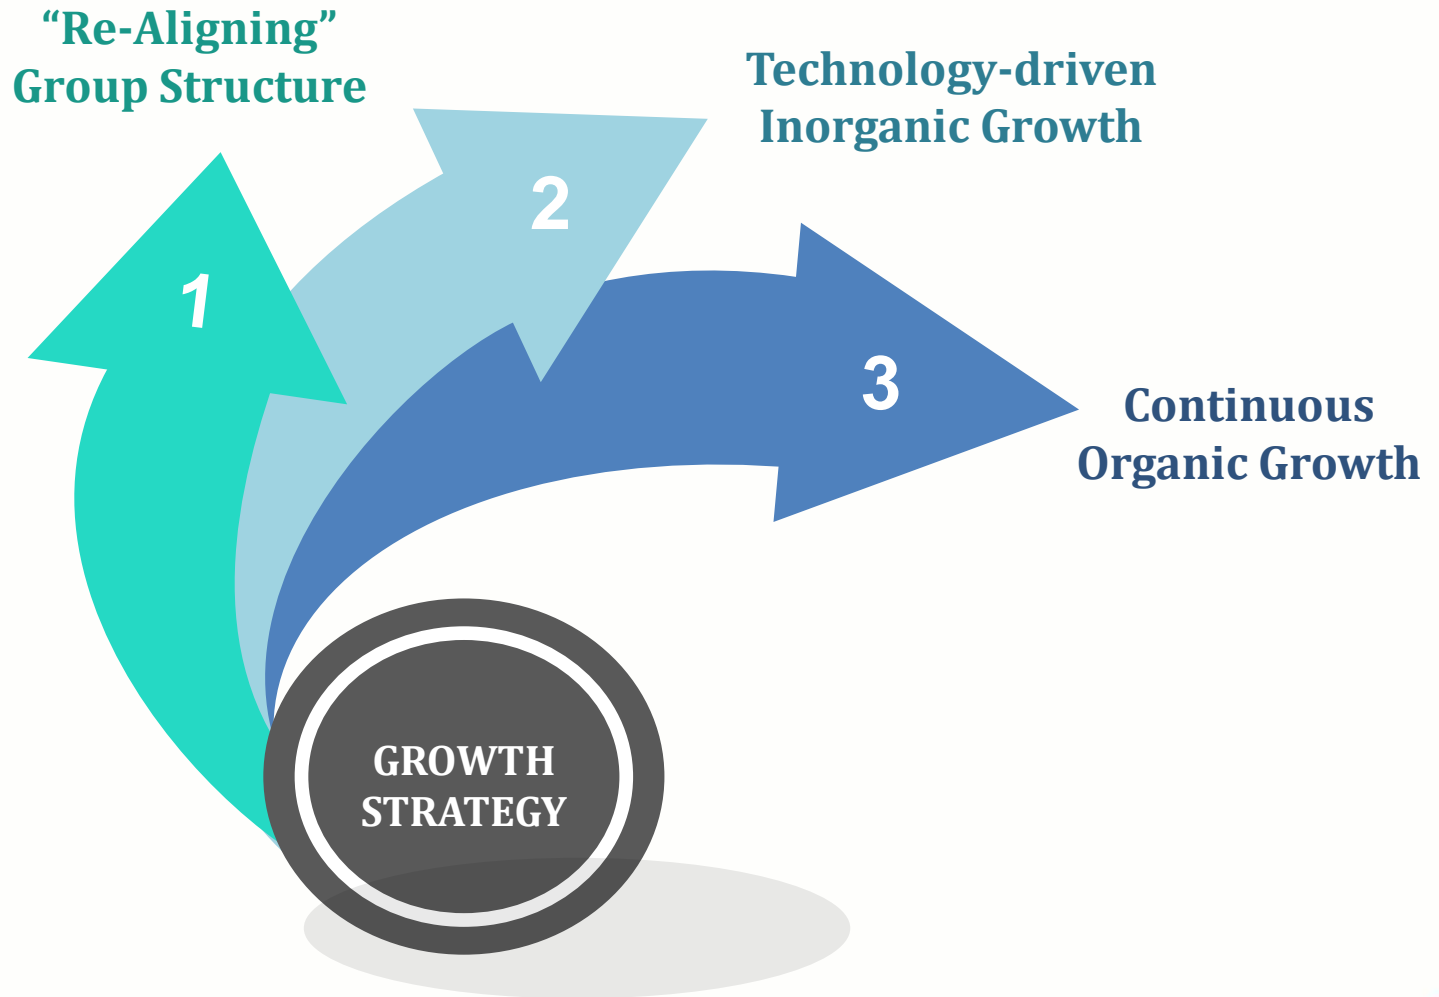 “Re-Aligning”
Group Structure
Technology-driven
Inorganic Growth
1
2
3
Continuous
Organic Growth
GROWTH
STRATEGY